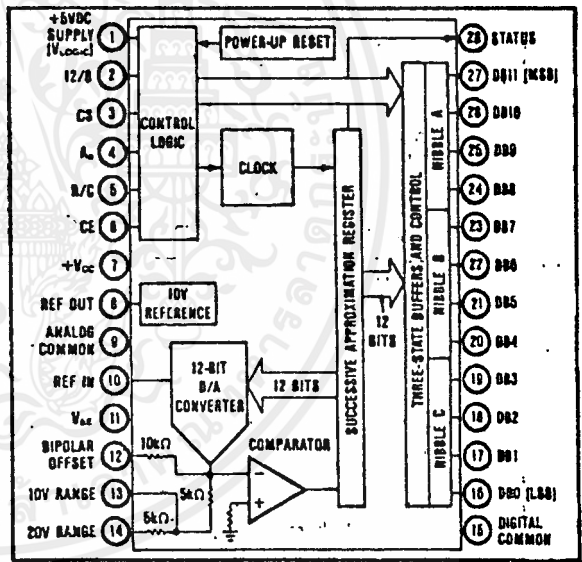 +5VDC
SUPPLY
[VLOGIC]
1
12/8
2
CS
3
A₀
4
R/C
5
CE
6
+VCC
7
REF OUT
8
ANALOG
COMMON
9
REF IN
10
VEE
11
BIPOLAR
OFFSET
12
10V RANGE
13
20V RANGE
14
POWER-UP RESET
CONTROL
LOGIC
CLOCK
10V
REFERENCE
12-BIT
D/A
CONVERTER
12 BITS
10kΩ
COMPARATOR
5kΩ
5kΩ
−
+
SUCCESSIVE APPROXIMATION REGISTER
12
BITS
THREE-STATE BUFFERS AND CONTROL
NIBBLE A
NIBBLE B
NIBBLE C
28 STATUS
27 DB11 [MSB]
26 DB10
25 DB9
24 DB8
23 DB7
22 DB6
21 DB5
20 DB4
19 DB3
18 DB2
17 DB1
16 DB0 [LSB]
15 DIGITAL
COMMON